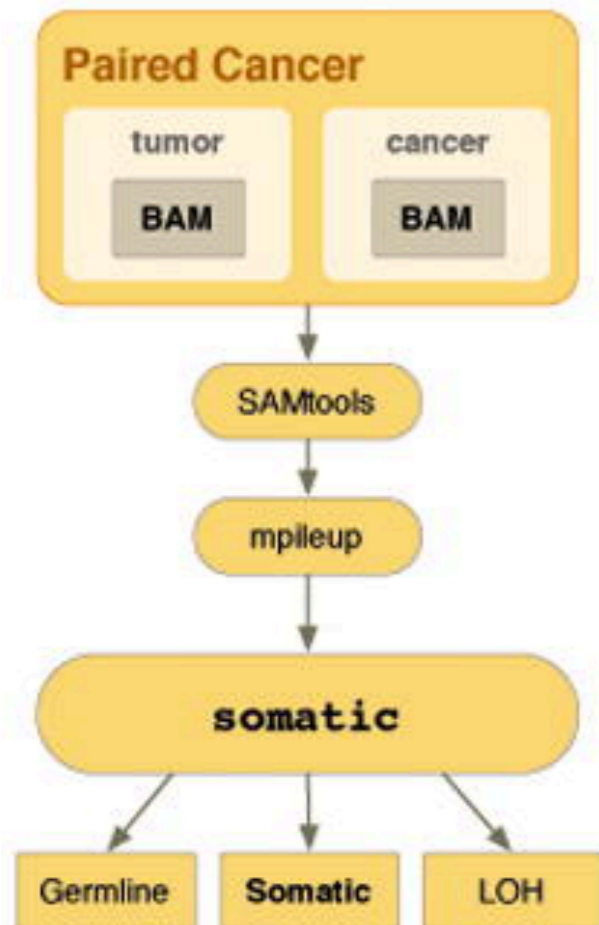 Paired Cancer
tumor cancer
BAM BAM
SAMtools
mpileup
somatic
Germline Somatic LOH